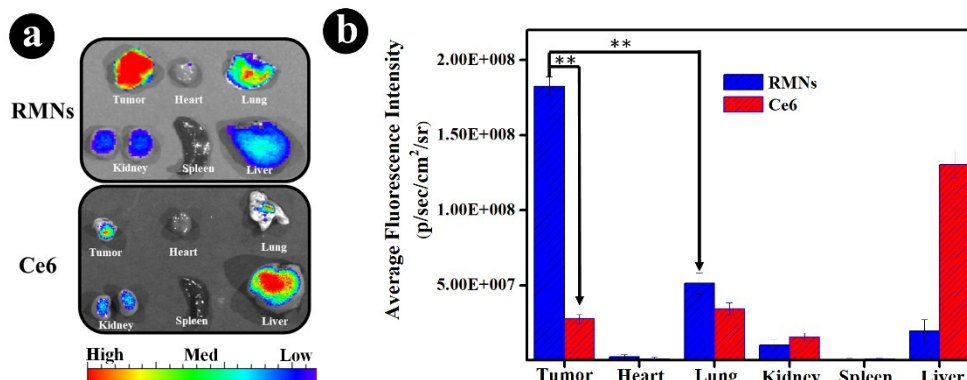 a
RMNs
Tumor Heart Lung
Kidney Spleen Liver
Ce6
Tumor Heart Lung
Kidney Spleen Liver
High Med Low
b
Average Fluorescence Intensity
(p/sec/cm²/sr)
2.00E+008
1.50E+008
1.00E+008
5.00E+007
**
**
RMNs
Ce6
Tumor Heart Lung Kidney Spleen Liver